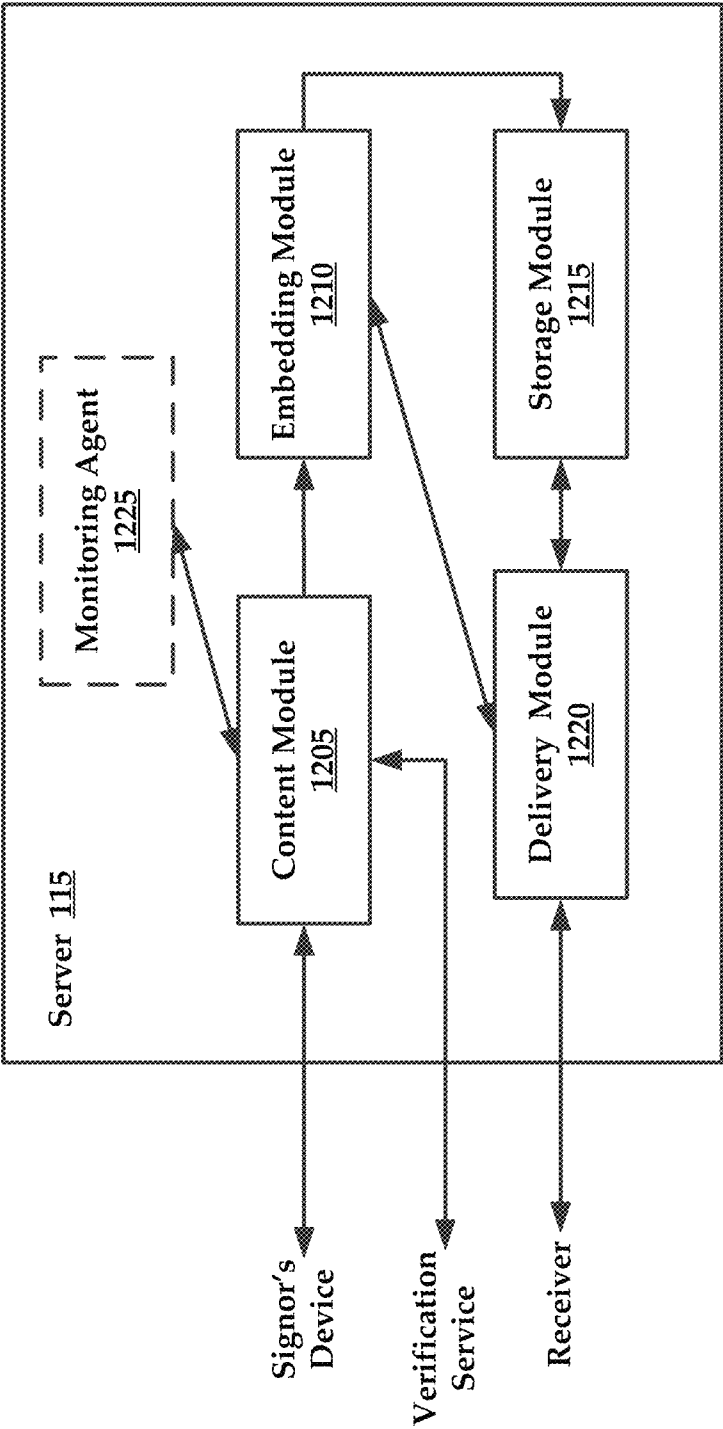 Server 115
Monitoring Agent
1225
Signor's
Device
Content Module
1205
Embedding Module
1210
Verification
Service
Receiver
Delivery Module
1220
Storage Module
1215